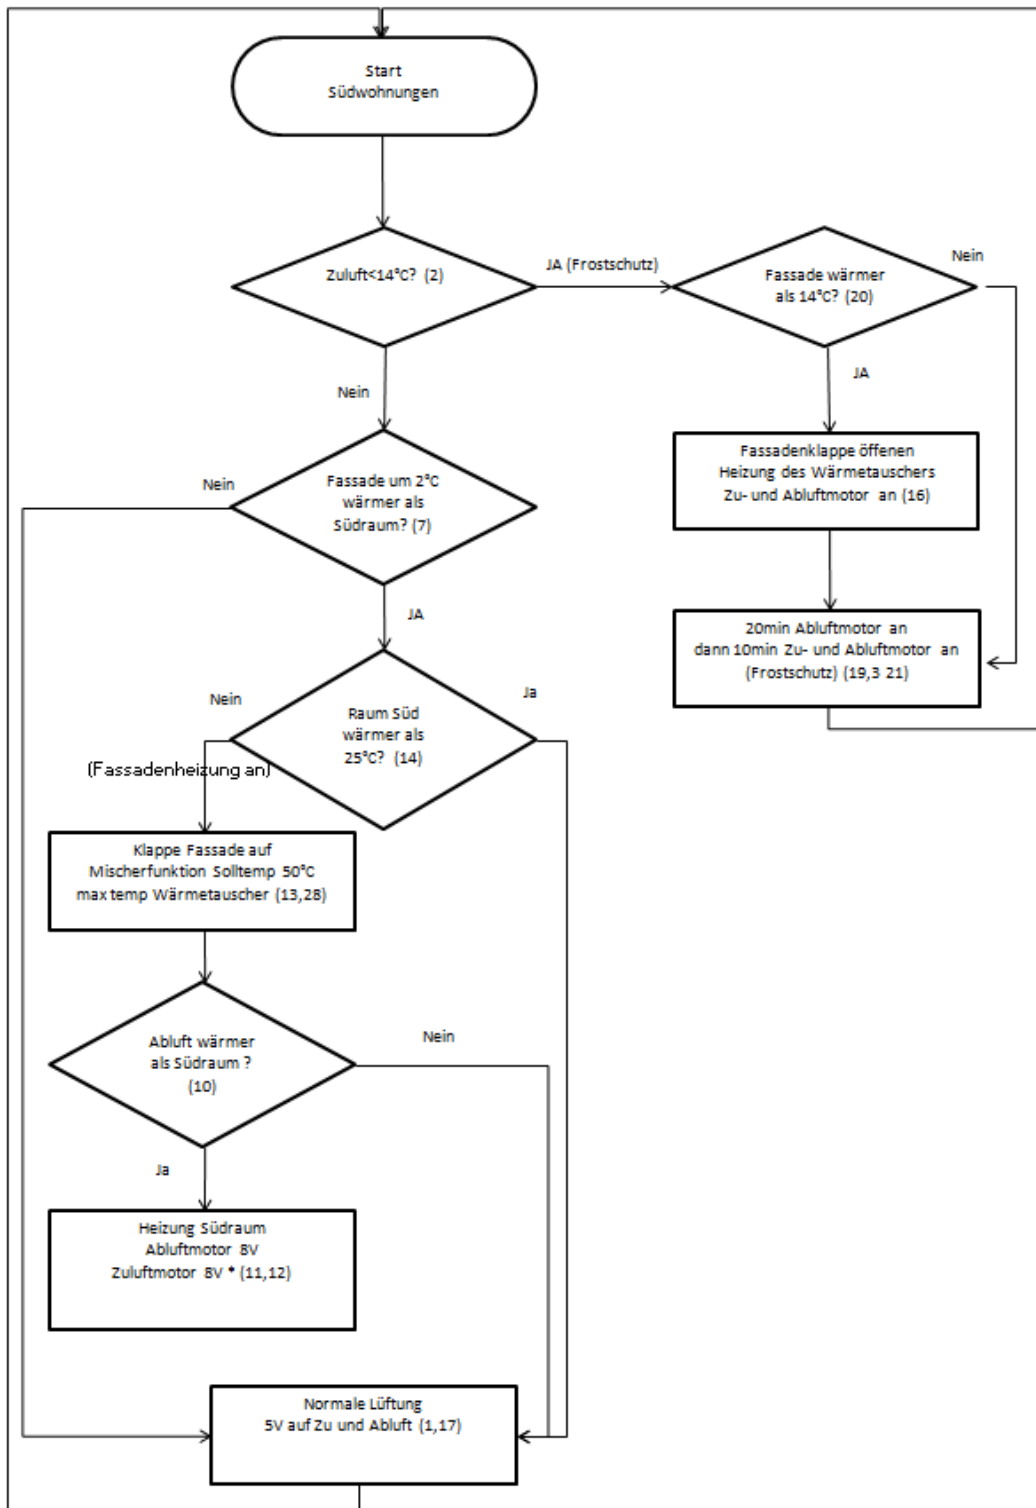 Start
Südwohnungen
Zuluft<14°C? (2)
JA (Frostschutz)
Fassade wärmer
als 14°C? (20)
Nein
JA
Nein
Fassadenklappe öffenen
Heizung des Wärmetauschers
Zu- und Abluftmotor an (16)
Nein
Fassade um 2°C
wärmer als
Südraum? (7)
JA
20min Abluftmotor an
dann 10min Zu- und Abluftmotor an
(Frostschutz) (19,3 21)
Nein
Ja
Raum Süd
wärmer als
25°C? (14)
(Fassadenheizung an)
Klappe Fassade auf
Mischerfunktion Solltemp 50°C
max temp Wärmetauscher (13,28)
Abluft wärmer
als Südraum ?
(10)
Nein
Ja
Heizung Südraum
Abluftmotor 8V
Zuluftmotor 8V * (11,12)
Normale Lüftung
5V auf Zu und Abluft (1,17)